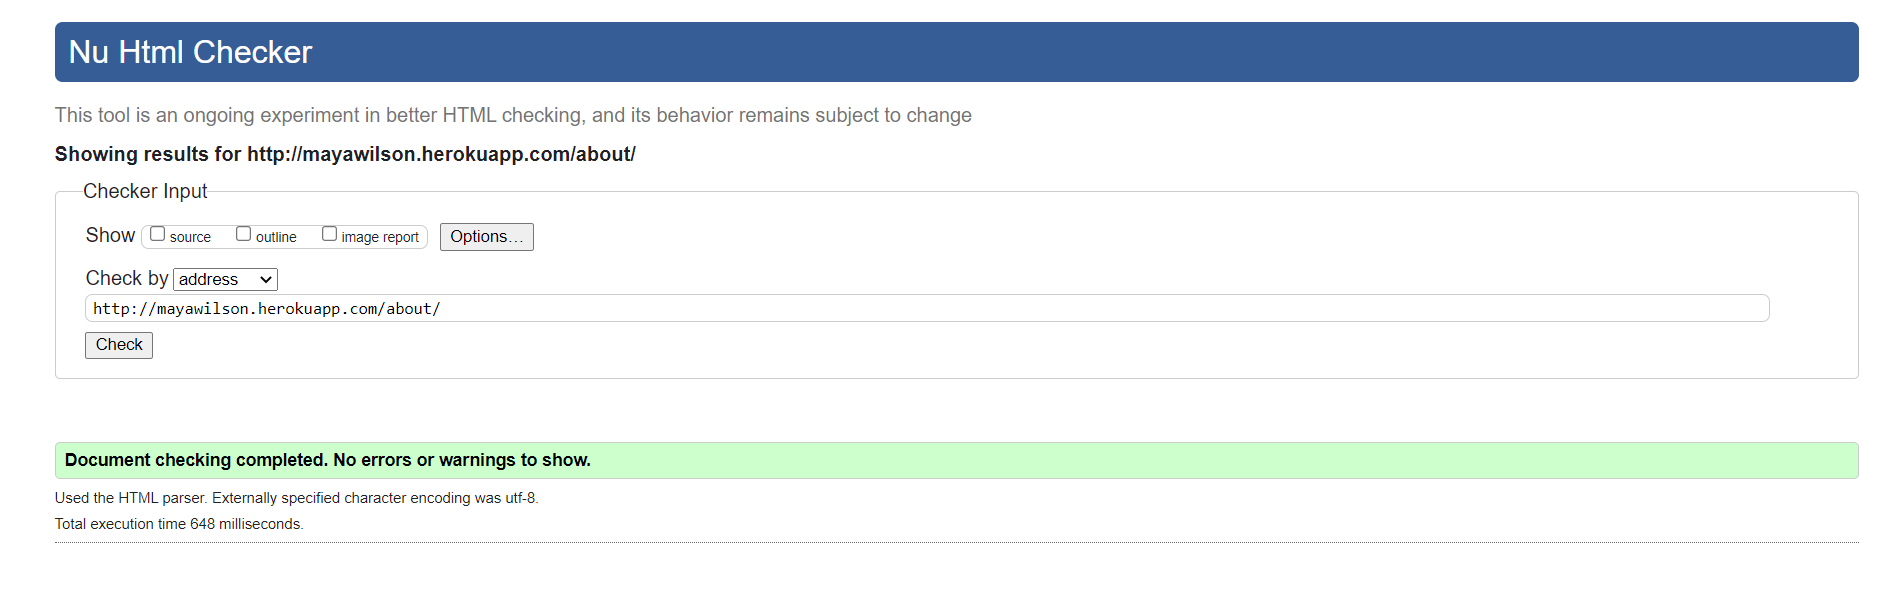 Nu Html Checker
This tool is an ongoing experiment in better HTML checking, and its behavior remains subject to change
Showing results for http://mayawilson.herokuapp.com/about/
Checker Input
Show source outline image report Options...
Check by address
http://mayawilson.herokuapp.com/about/
Check
Document checking completed. No errors or warnings to show.
Used the HTML parser. Externally specified character encoding was utf-8.
Total execution time 648 milliseconds.